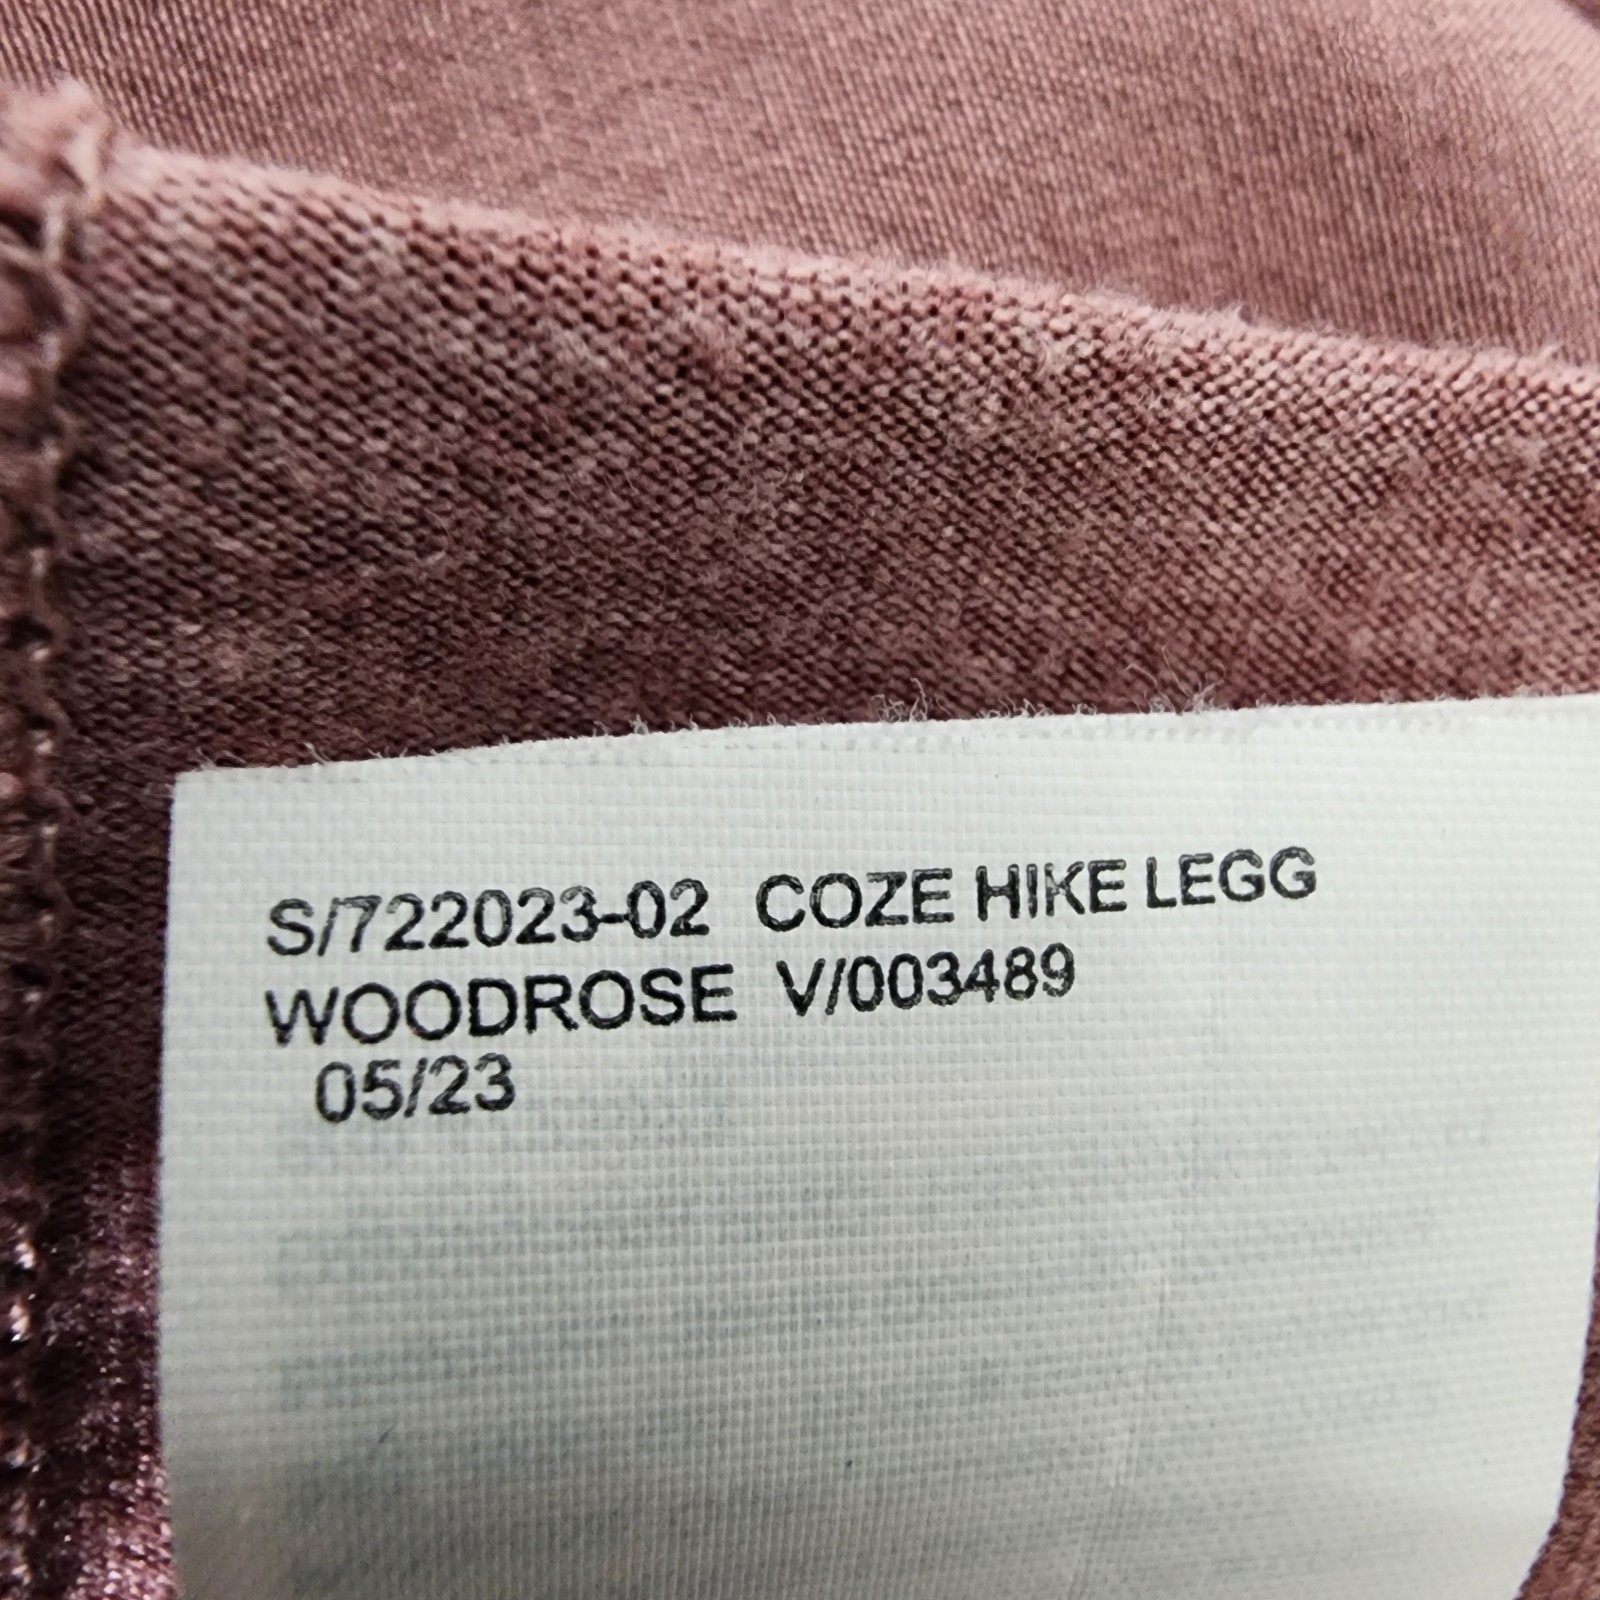 S/722023-02 COZE HIKE LEGG
WOODROSE V/003489
05/23